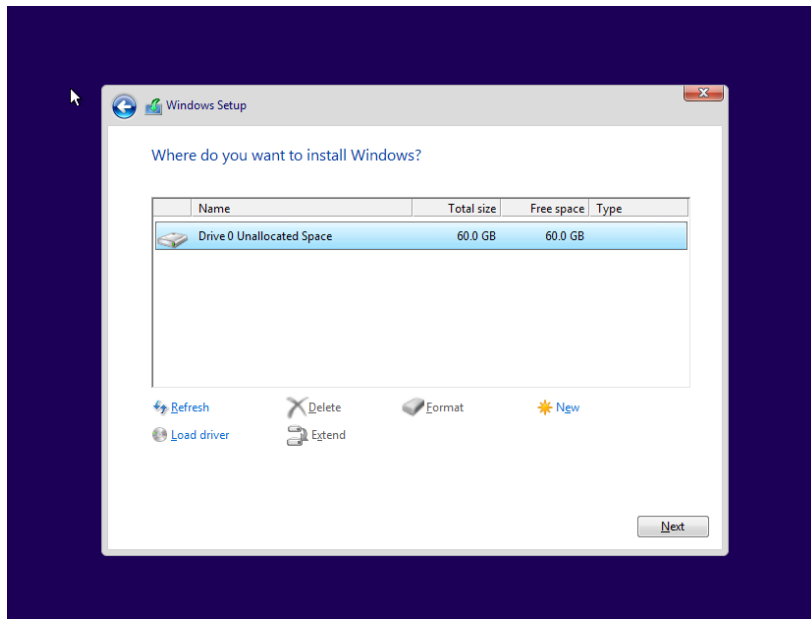 Windows Setup
Where do you want to install Windows?
Name Total size Free space Type
Drive 0 Unallocated Space 60.0 GB 60.0 GB
Refresh Delete Format New
Load driver Extend
Next